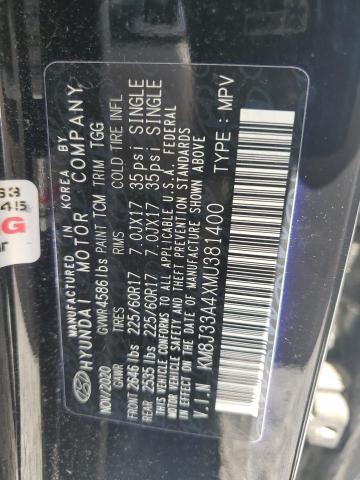 MANUFACTURED IN KOREA BY
HYUNDAI MOTOR COMPANY
NOV/2020 GVWR4586lbs PAINT TCM TRIM TGG
GAWR TIRES RIMS COLD TIRE INFL
FRONT 2646 lbs 225/60R17 7.0JX17 35psi SINGLE
REAR 2535 lbs 225/60R17 7.0JX17 35psi SINGLE
THIS VEHICLE CONFORMS TO ALL APPLICABLE U.S.A. FEDERAL
MOTOR VEHICLE SAFETY, BUMPER, AND THEFT PREVENTION STANDARDS
IN EFFECT ON THE DATE OF MANUFACTURE SHOWN ABOVE.
V.I.N KM8J33A4XMU381400 TYPE : MPV
G